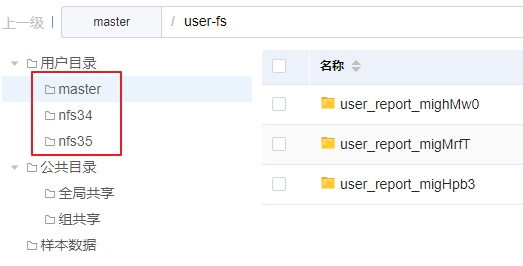 上一级 master / user-fs
用户目录
master
nfs34
nfs35
公共目录
全局共享
组共享
样本数据
名称
user_report_mighMw0
user_report_migMrfT
user_report_migHpb3